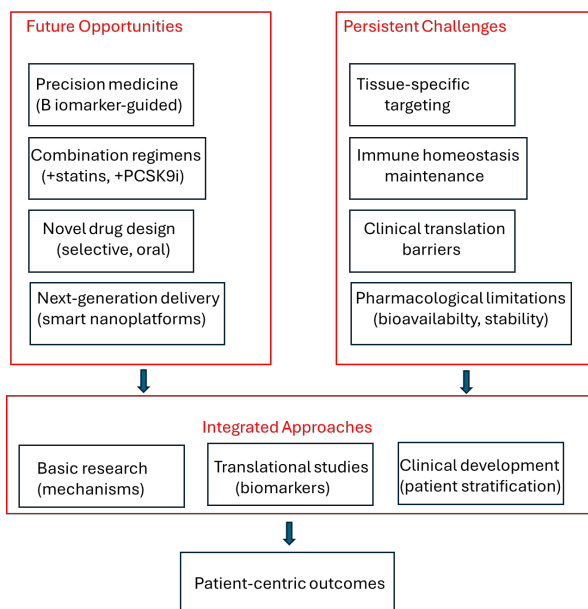 Future Opportunities
Precision medicine
(B iomarker-guided)
Combination regimens
(+statins, +PCSK9i)
Novel drug design
(selective, oral)
Next-generation delivery
(smart nanoplatforms)
Persistent Challenges
Tissue-specific
targeting
Immune homeostasis
maintenance
Clinical translation
barriers
Pharmacological limitations
(bioavailabilty, stability)
Integrated Approaches
Basic research
(mechanisms)
Translational studies
(biomarkers)
Clinical development
(patient stratification)
Patient-centric outcomes